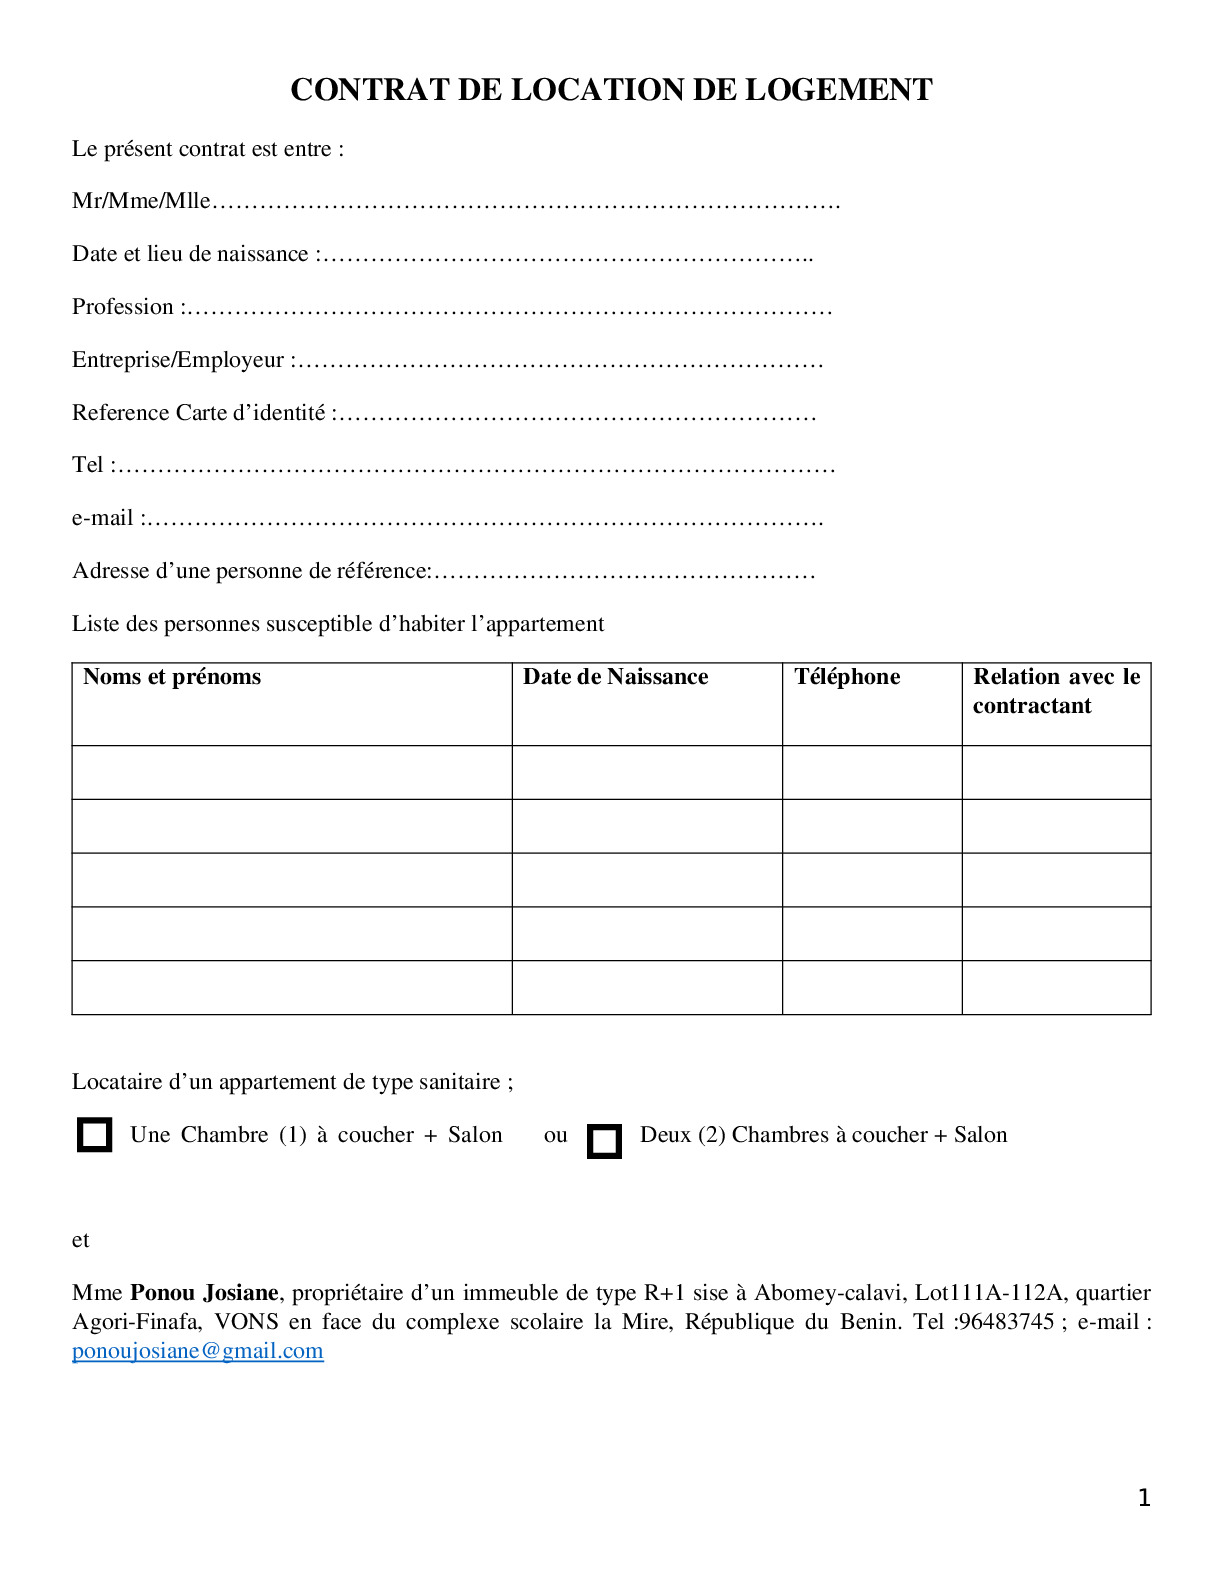 CONTRAT DE LOCATION DE LOGEMENT
Le présent contrat est entre :
Mr/Mme/Mlle…………………………………………………………………….
Date et lieu de naissance :……………………………………………………..
Profession :………………………………………………………………………
Entreprise/Employeur :…………………………………………………………
Reference Carte d’identité :……………………………………………………
Tel :………………………………………………………………………………
e-mail :………………………………………………………………………….
Adresse d’une personne de référence:…………………………………………
Liste des personnes susceptible d’habiter l’appartement
Noms et prénoms Date de Naissance Téléphone Relation avec le
contractant
Locataire d’un appartement de type sanitaire ;
Une Chambre (1) à coucher + Salon ou Deux (2) Chambres à coucher + Salon
et
Mme Ponou Josiane, propriétaire d’un immeuble de type R+1 sise à Abomey-calavi, Lot111A-112A, quartier
Agori-Finafa, VONS en face du complexe scolaire la Mire, République du Benin. Tel :96483745 ; e-mail :
ponoujosiane@gmail.com
1